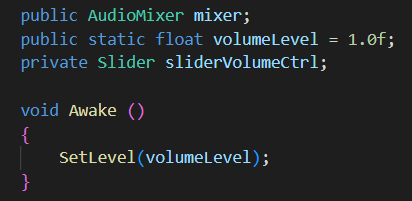 public AudioMixer mixer;
public static float volumeLevel = 1.0f;
private Slider sliderVolumeCtrl;
void Awake ()
{
SetLevel(volumeLevel);
}